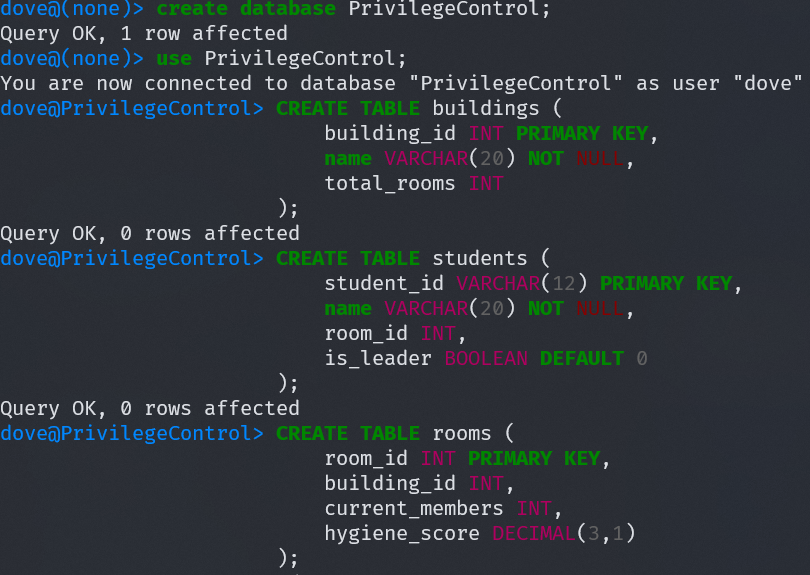 dove@(none)> create database PrivilegeControl;
Query OK, 1 row affected
dove@(none)> use PrivilegeControl;
You are now connected to database "PrivilegeControl" as user "dove"
dove@PrivilegeControl> CREATE TABLE buildings (
building_id INT PRIMARY KEY,
name VARCHAR(20) NOT NULL,
total_rooms INT
);
Query OK, 0 rows affected
dove@PrivilegeControl> CREATE TABLE students (
student_id VARCHAR(12) PRIMARY KEY,
name VARCHAR(20) NOT NULL,
room_id INT,
is_leader BOOLEAN DEFAULT 0
);
Query OK, 0 rows affected
dove@PrivilegeControl> CREATE TABLE rooms (
room_id INT PRIMARY KEY,
building_id INT,
current_members INT,
hygiene_score DECIMAL(3,1)
);